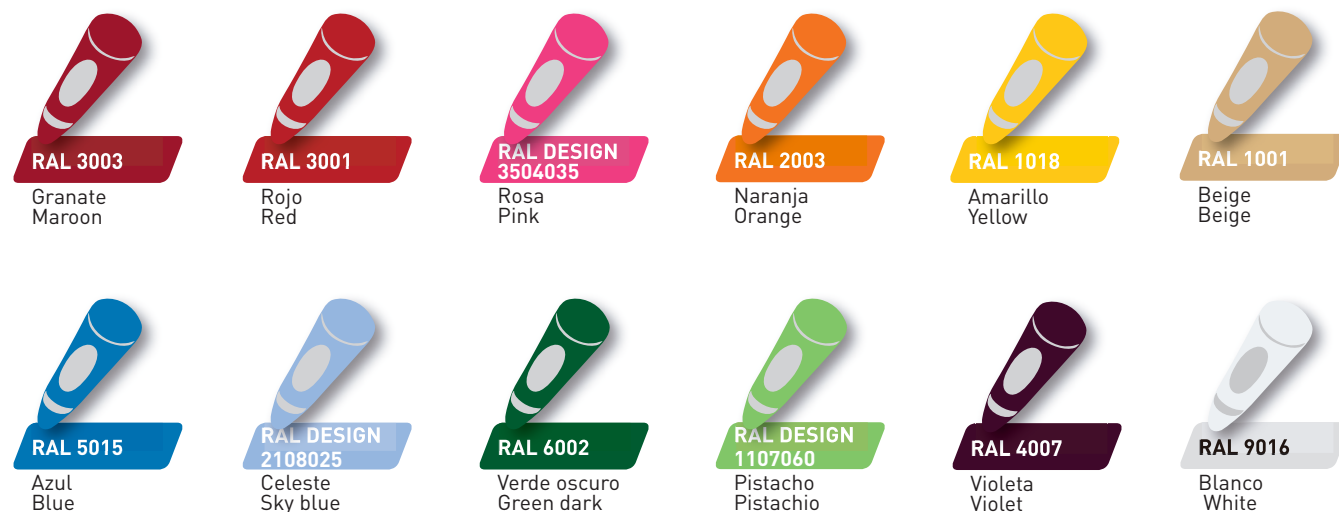 RAL 3003
Granate
Maroon
RAL 3001
Rojo
Red
RAL DESIGN
3504035
Rosa
Pink
RAL 2003
Naranja
Orange
RAL 1018
Amarillo
Yellow
RAL 1001
Beige
Beige
RAL 5015
Azul
Blue
RAL DESIGN
2108025
Celeste
Sky blue
RAL 6002
Verde oscuro
Green dark
RAL DESIGN
1107060
Pistacho
Pistachio
RAL 4007
Violeta
Violet
RAL 9016
Blanco
White